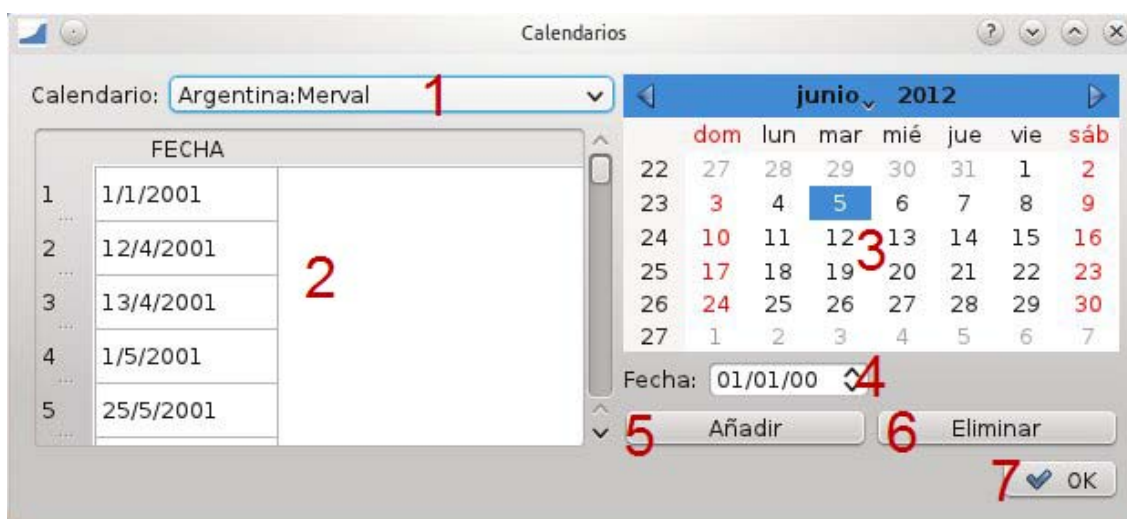 Calendarios
Calendario: Argentina:Merval 1
FECHA
1 1/1/2001
...
2 12/4/2001
...
3 13/4/2001
...
4 1/5/2001
...
5 25/5/2001
...
2
junio 2012
dom lun mar mié jue vie sáb
22 27 28 29 30 31 1 2
23 3 4 5 6 7 8 9
24 10 11 12 13 14 15 16
3
25 17 18 19 20 21 22 23
26 24 25 26 27 28 29 30
27 1 2 3 4 5 6 7
Fecha: 01/01/00 4
5 Añadir 6 Eliminar
7 OK